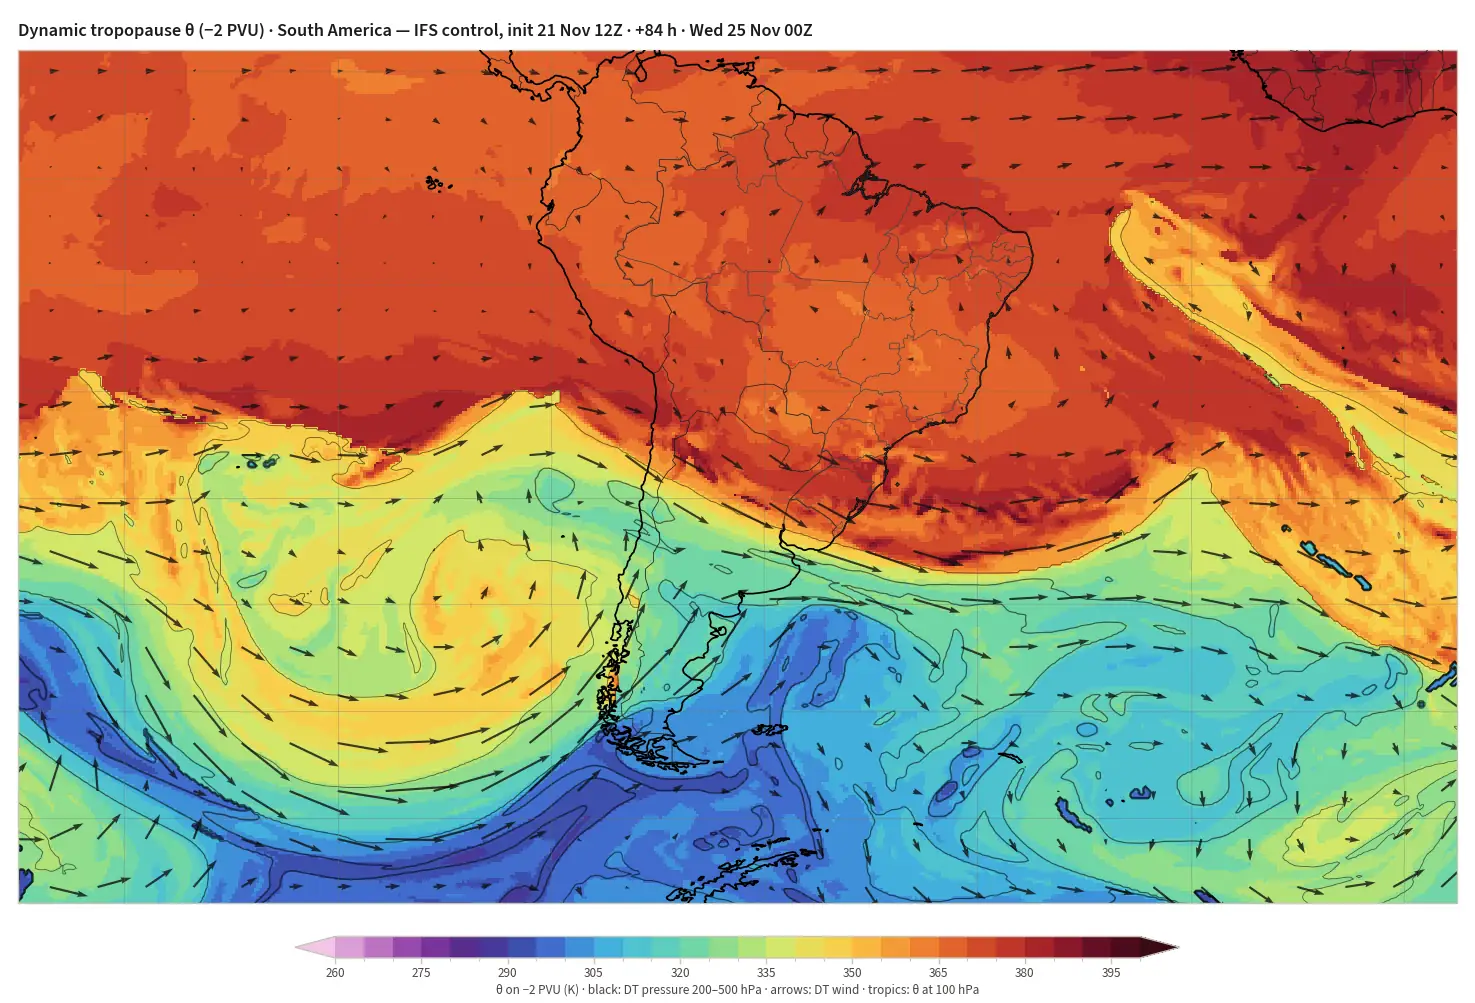 Dynamic tropopause θ (−2 PVU) · South America — IFS control, init 21 Nov 12Z · +84 h · Wed 25 Nov 00Z
260 275 290 305 320 335 350 365 380 395
θ on −2 PVU (K) · black: DT pressure 200–500 hPa · arrows: DT wind · tropics: θ at 100 hPa